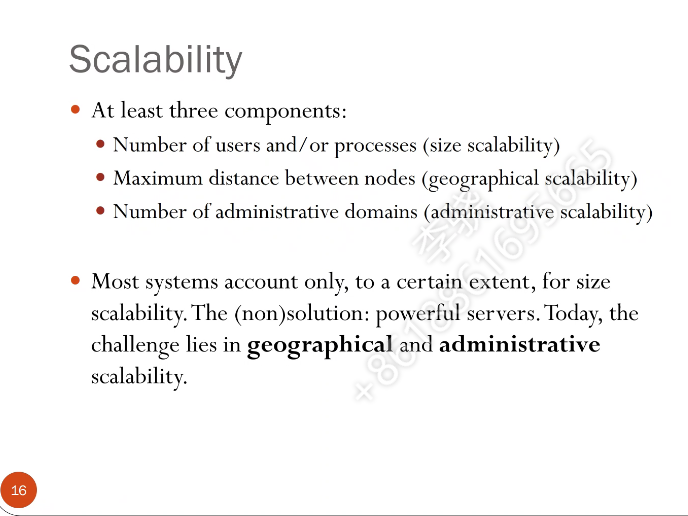 Scalability
At least three components:
Number of users and/or processes (size scalability)
Maximum distance between nodes (geographical scalability)
Number of administrative domains (administrative scalability)
Most systems account only, to a certain extent, for size
scalability. The (non)solution: powerful servers. Today, the
challenge lies in geographical and administrative
scalability.
16